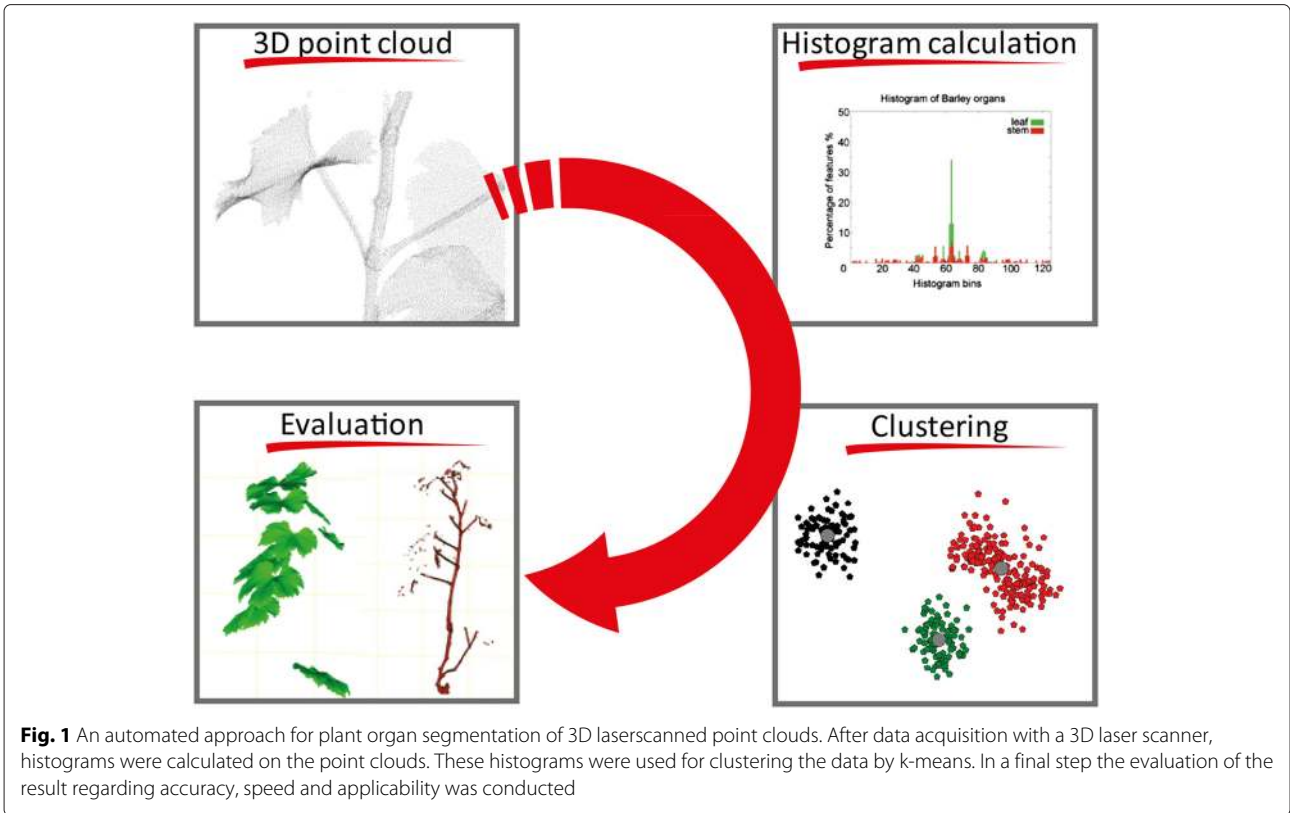 3D point cloud
Histogram calculation
Histogram of Barley organs
leaf
stem
Percentage of features %
50
40
30
20
10
0
20 40 60 80 100 120
Histogram bins
Evaluation
Clustering
Fig. 1 An automated approach for plant organ segmentation of 3D laserscanned point clouds. After data acquisition with a 3D laser scanner,
histograms were calculated on the point clouds. These histograms were used for clustering the data by k-means. In a final step the evaluation of the
result regarding accuracy, speed and applicability was conducted